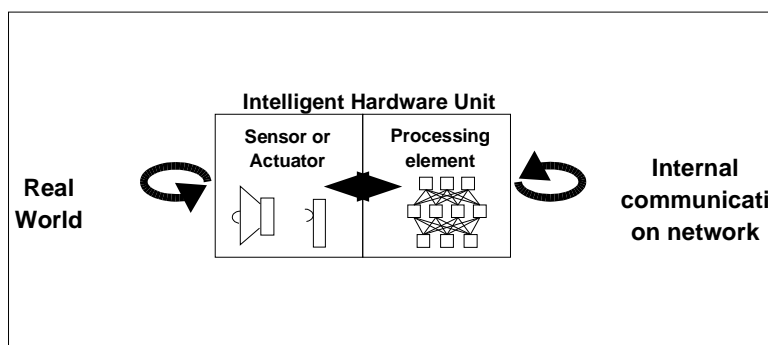 Intelligent Hardware Unit
Sensor or
Actuator
Processing
element
Real
World
Internal
communicati
on network